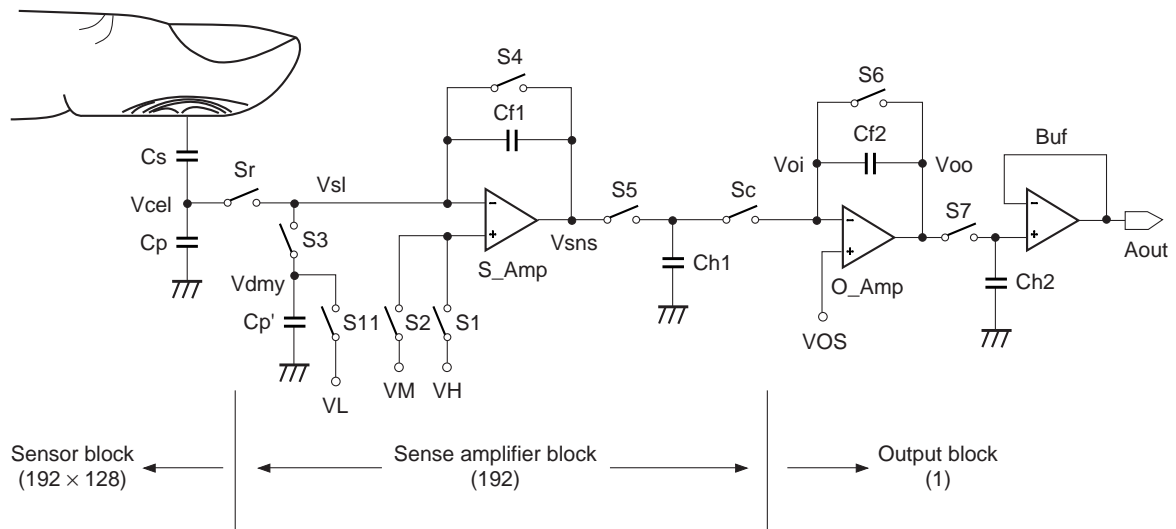 S4
S6
Cf1
Cf2
Buf
Cs
Sr
Vsl
Voi
Voo
S5
Sc
Vcel
S7
Cp
S3
Vsns
Aout
S_Amp
Ch1
O_Amp
Ch2
Vdmy
Cp'
S11
S2
S1
VOS
VL
VM
VH
Sensor block
(192 × 128)
Sense amplifier block
(192)
Output block
(1)